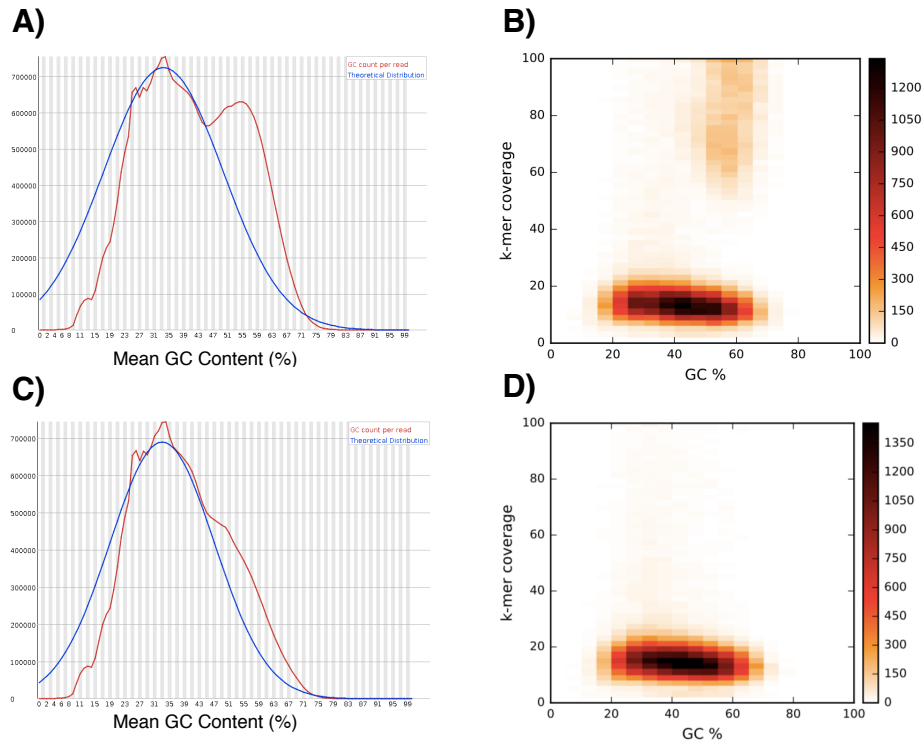 A)
GC count per read
Theoretical Distribution
700000
600000
500000
400000
300000
200000
100000
0
0 2 4 6 8 11 15 19 23 27 31 35 39 43 47 51 55 59 63 67 71 75 79 83 87 91 95 99
Mean GC Content (%)
B)
100
80
60
40
20
0
k-mer coverage
0 20 40 60 80 100
GC %
1200
1050
900
750
600
450
300
150
0
C)
GC count per read
Theoretical Distribution
700000
600000
500000
400000
300000
200000
100000
0
0 2 4 6 8 11 15 19 23 27 31 35 39 43 47 51 55 59 63 67 71 75 79 83 87 91 95 99
Mean GC Content (%)
D)
100
80
60
40
20
0
k-mer coverage
0 20 40 60 80 100
GC %
1350
1200
1050
900
750
600
450
300
150
0